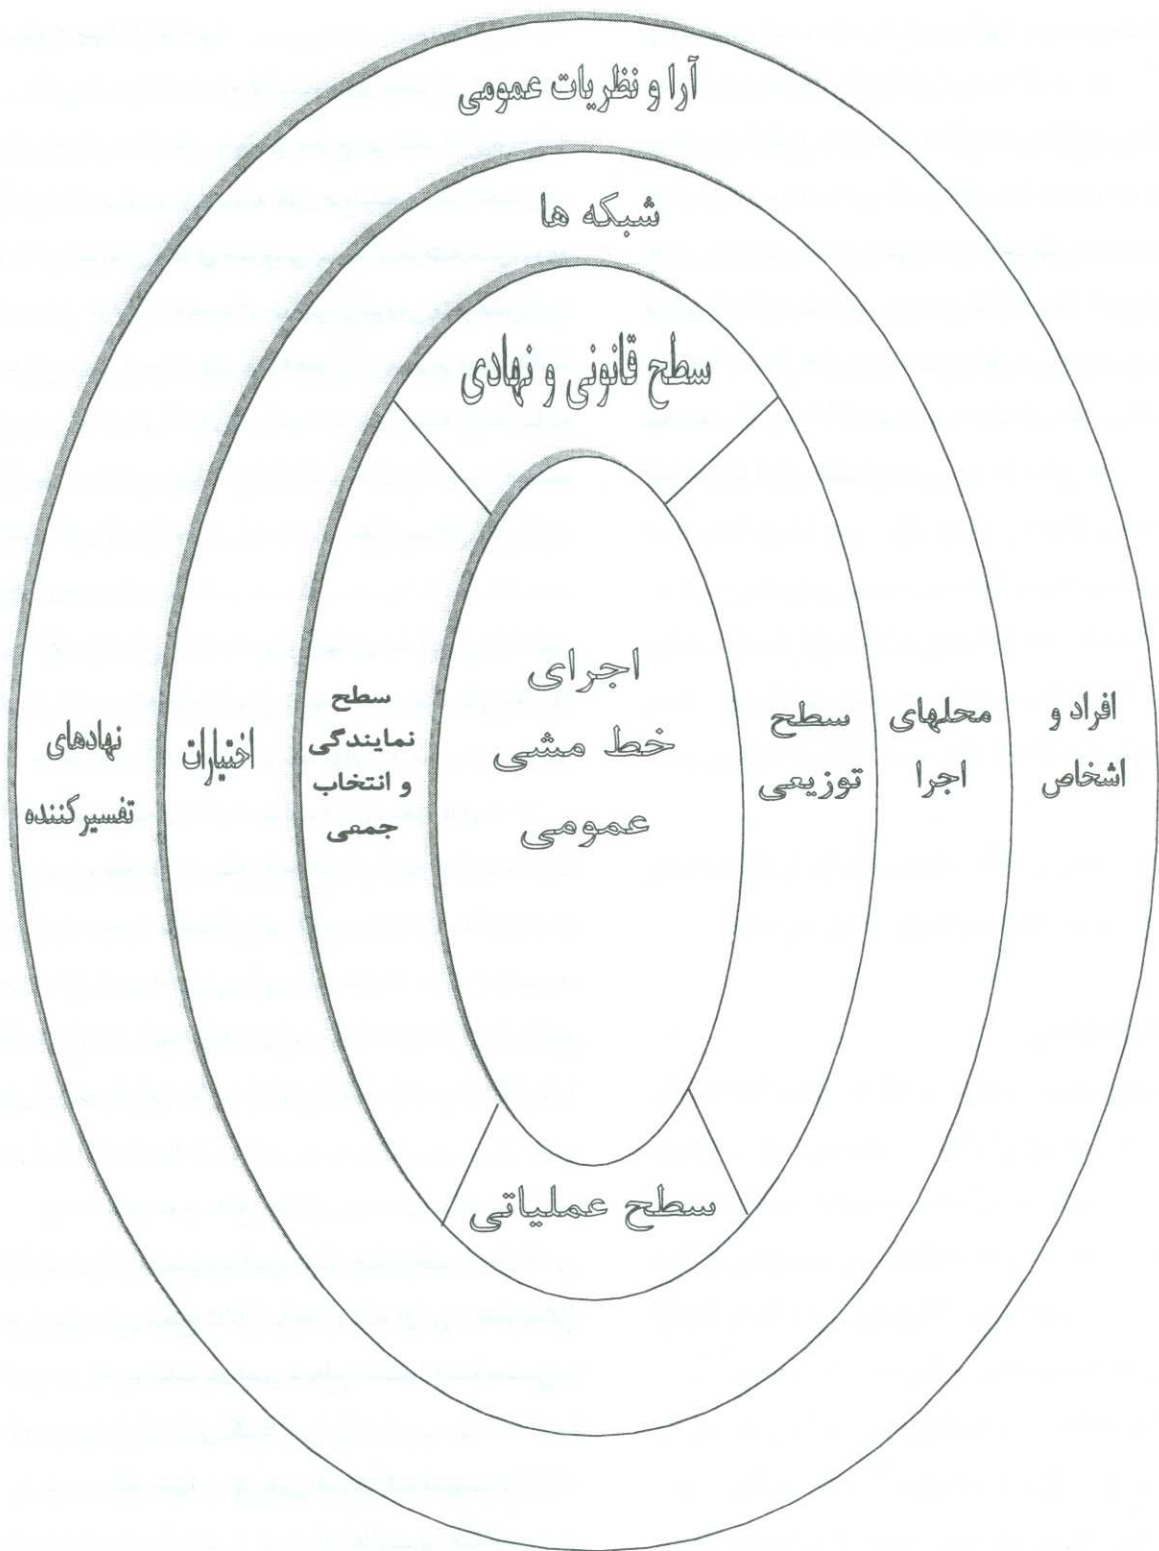 آرا و نظریات عمومی
شبکه ها
سطح قانونی و نهادی
افراد و
اشخاص
محلهای
اجرا
سطح
توزیعی
اجرای
خط مشی
عمومی
سطح
نمایندگی
و انتخاب
جمعی
اختیاران
نهادهای
تفسیرکننده
سطح عملیاتی